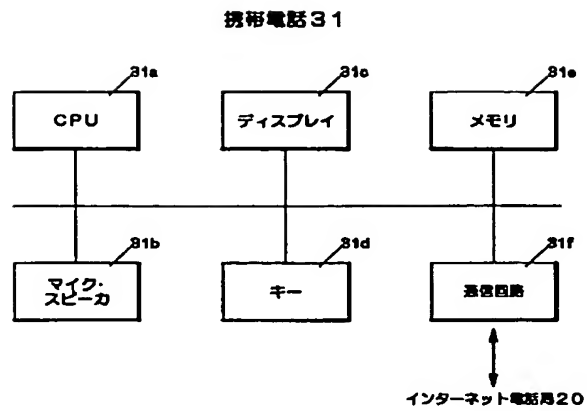 携帯電話31
31a
31c
31e
CPU
ディスプレイ
メモリ
31b
31d
31f
マイク・
スピーカ
キー
通信回路
インターネット電話局20